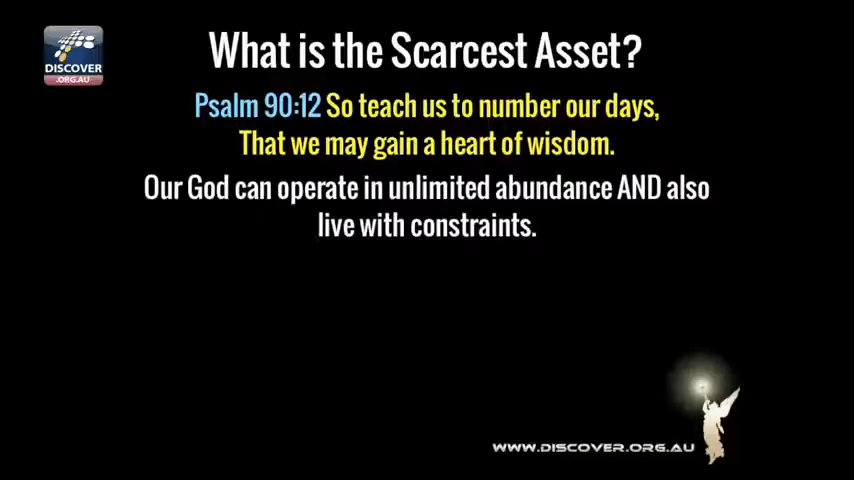 DISCOVER
.ORG.AU
What is the Scarcest Asset?
Psalm 90:12 So teach us to number our days,
That we may gain a heart of wisdom.
Our God can operate in unlimited abundance AND also
live with constraints.
WWW.DISCOVER.ORG.AU